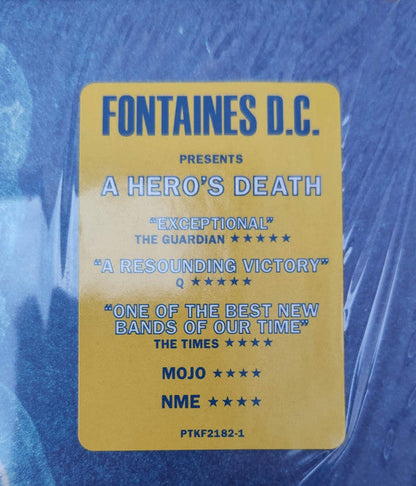 FONTAINES D.C.
PRESENTS
A HERO'S DEATH
"EXCEPTIONAL"
THE GUARDIAN ★★★★★
"A RESOUNDING VICTORY"
Q ★★★★★
"ONE OF THE BEST NEW
BANDS OF OUR TIME"
THE TIMES ★★★★
MOJO ★★★★
NME ★★★★
PTKF2182-1